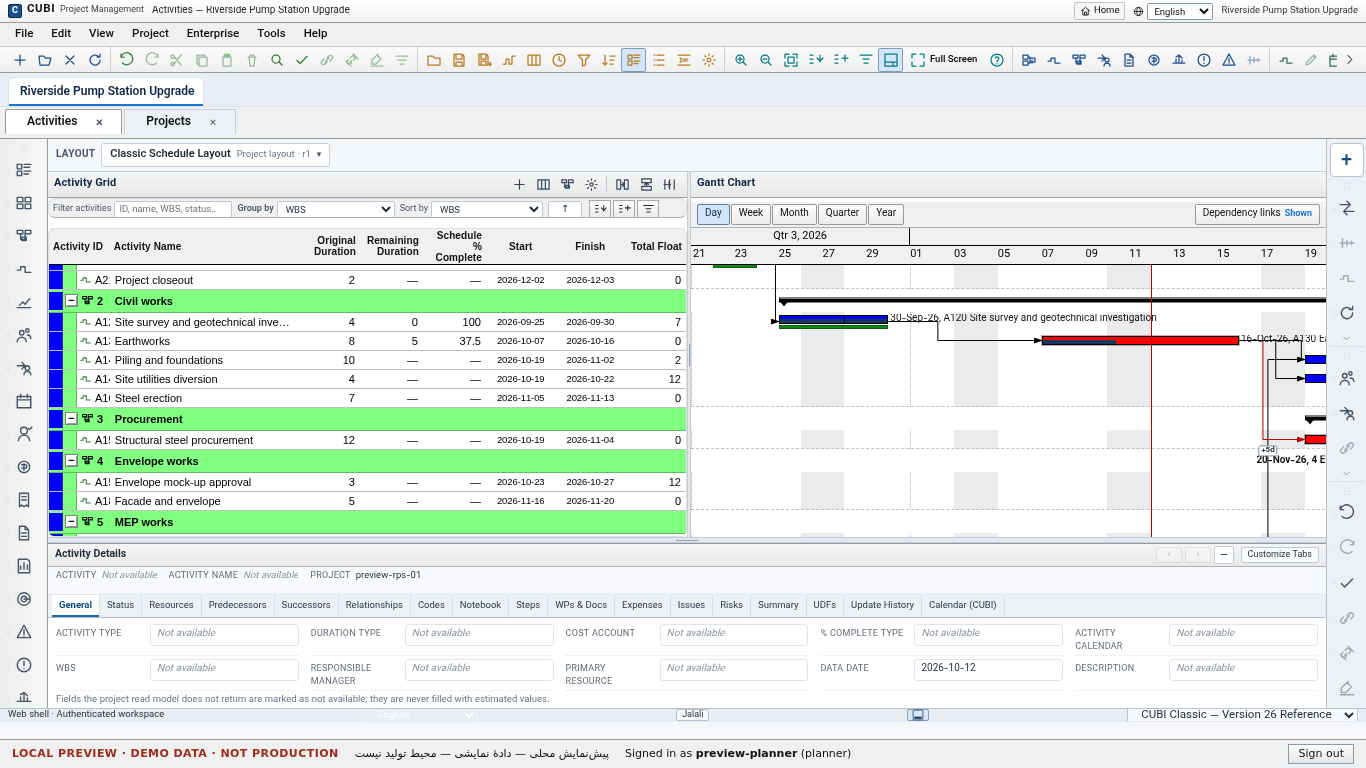 CUBI Project Management Activities — Riverside Pump Station Upgrade Home English Riverside Pump Station Upgrade
File Edit View Project Enterprise Tools Help
Full Screen
Riverside Pump Station Upgrade
Activities × Projects ×
LAYOUT Classic Schedule Layout Project layout · r1
Activity Grid
Filter activities ID, name, WBS, status.. Group by WBS Sort by WBS
Activity ID Activity Name Original Duration Remaining Duration Schedule % Complete Start Finish Total Float
Project closeout 2 — — 2026-12-02 2026-12-03 0
− 2 Civil works
Site survey and geotechnical inve… 4 0 100 2026-09-25 2026-09-30 7
Earthworks 8 5 37.5 2026-10-07 2026-10-16 0
Piling and foundations 10 — — 2026-10-19 2026-11-02 2
Site utilities diversion 4 — — 2026-10-19 2026-10-22 12
Steel erection 7 — — 2026-11-05 2026-11-13 0
− 3 Procurement
Structural steel procurement 12 — — 2026-10-19 2026-11-04 0
− 4 Envelope works
Envelope mock-up approval 3 — — 2026-10-23 2026-10-27 12
Facade and envelope 5 — — 2026-11-16 2026-11-20 0
− 5 MEP works
Gantt Chart
Day Week Month Quarter Year Dependency links Shown
Qtr 3, 2026
21 23 25 27 29 01 03 05 07 09 11 13 15 17 19
30-Sep-26, A120 Site survey and geotechnical investigation
16-Oct-26, A130
+5d
20-Nov-26, 4
Activity Details
Customize Tabs
ACTIVITY Not available ACTIVITY NAME Not available PROJECT preview-rps-01
General Status Resources Predecessors Successors Relationships Codes Notebook Steps WPs & Docs Expenses Issues Risks Summary UDFs Update History Calendar (CUBI)
ACTIVITY TYPE Not available DURATION TYPE Not available COST ACCOUNT Not available % COMPLETE TYPE Not available ACTIVITY CALENDAR Not available
WBS Not available RESPONSIBLE MANAGER Not available PRIMARY RESOURCE Not available DATA DATE 2026-10-12 DESCRIPTION Not available
Fields the project read model does not return are marked as not available; they are never filled with estimated values.
Web shell · Authenticated workspace English Jalali CUBI Classic — Version 26 Reference
LOCAL PREVIEW · DEMO DATA · NOT PRODUCTION پیش‌نمایش محلی — دادهٔ نمایشی — محیط تولید نیست Signed in as preview-planner (planner) Sign out